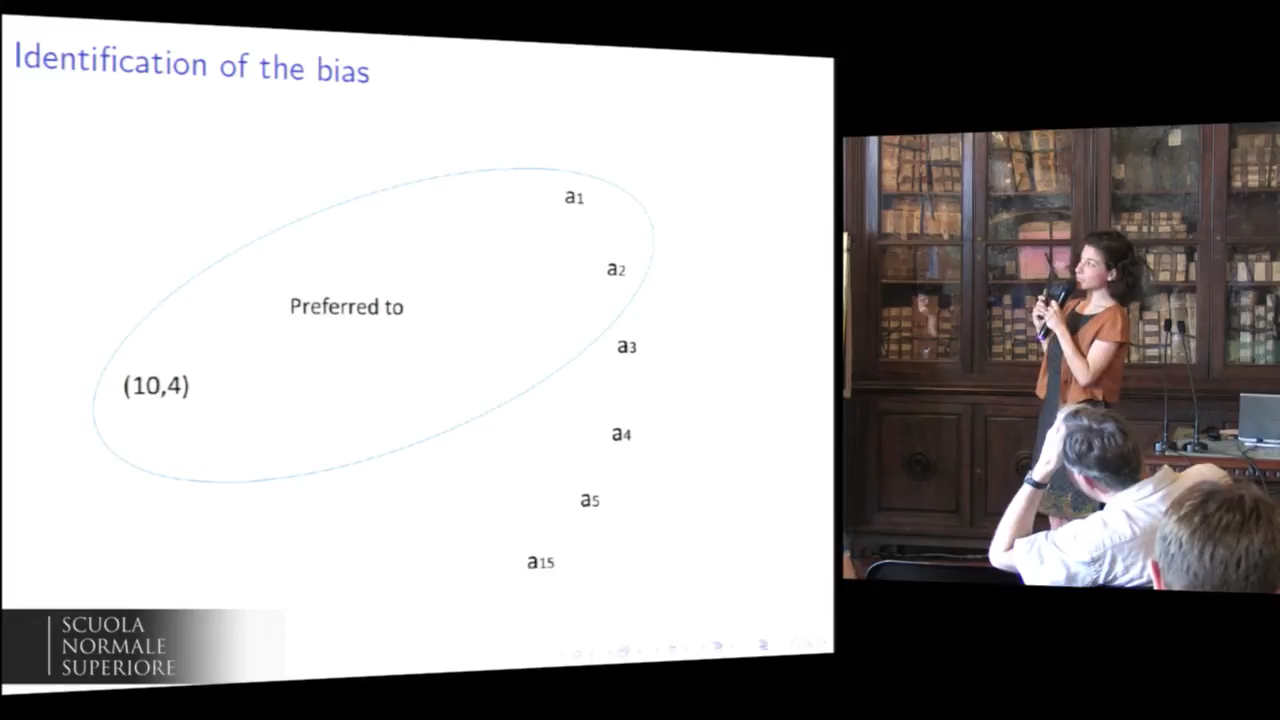 Identification of the bias
a1
a2
Preferred to
a3
(10,4)
a4
a5
a15
SCUOLA
NORMALE
SUPERIORE